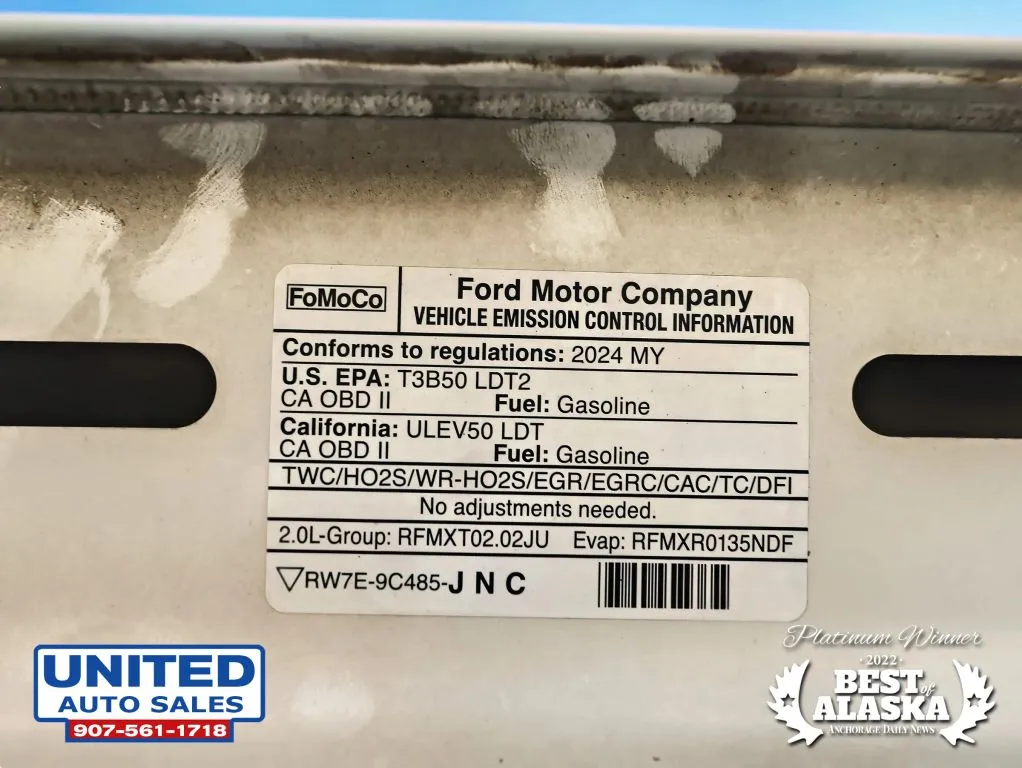 FoMoCo
Ford Motor Company
VEHICLE EMISSION CONTROL INFORMATION
Conforms to regulations: 2024 MY
U.S. EPA: T3B50 LDT2
CA OBD II Fuel: Gasoline
California: ULEV50 LDT
CA OBD II Fuel: Gasoline
TWC/HO2S/WR-HO2S/EGR/EGRC/CAC/TC/DFI
No adjustments needed.
2.0L-Group: RFMXT02.02JU Evap: RFMXR0135NDF
RW7E-9C485-J N C
UNITED
AUTO SALES
907-561-1718
Platinum Winner
·2022·
BEST of
ALASKA
ANCHORAGE DAILY NEWS